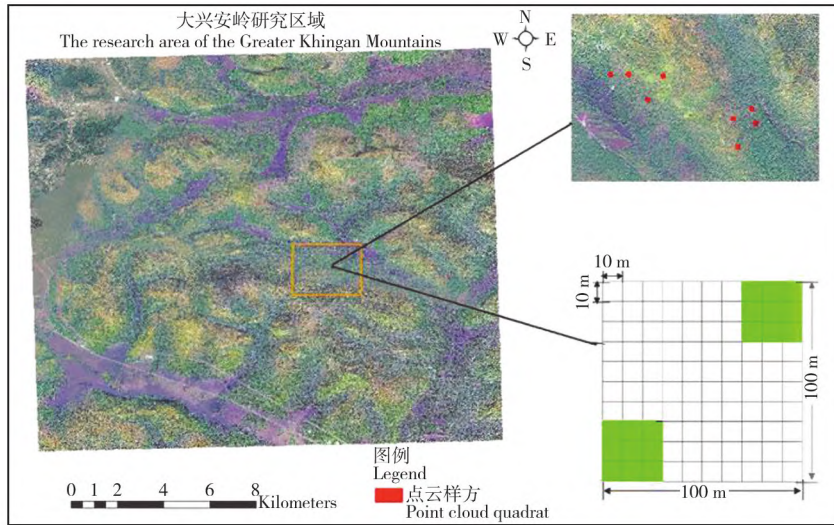 大兴安岭研究区域
The research area of the Greater Khingan Mountains
N
W E
S
10 m
10 m
100 m
100 m
图例
Legend
点云样方
Point cloud quadrat
0 1 2 4 6 8
Kilometers